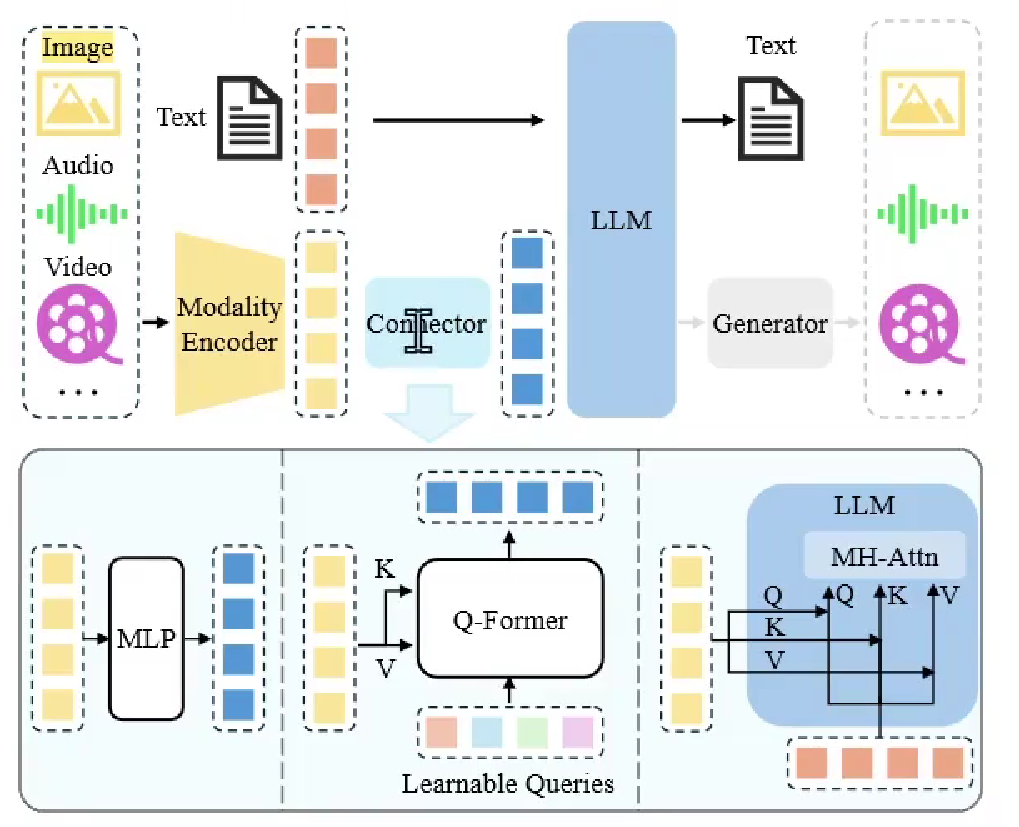 Image
Text
Text
Audio
LLM
Video
Modality
Encoder
Connector
Generator
...
...
LLM
MH-Attn
K
Q-Former
Q
Q
K
V
MLP
K
V
V
Learnable Queries